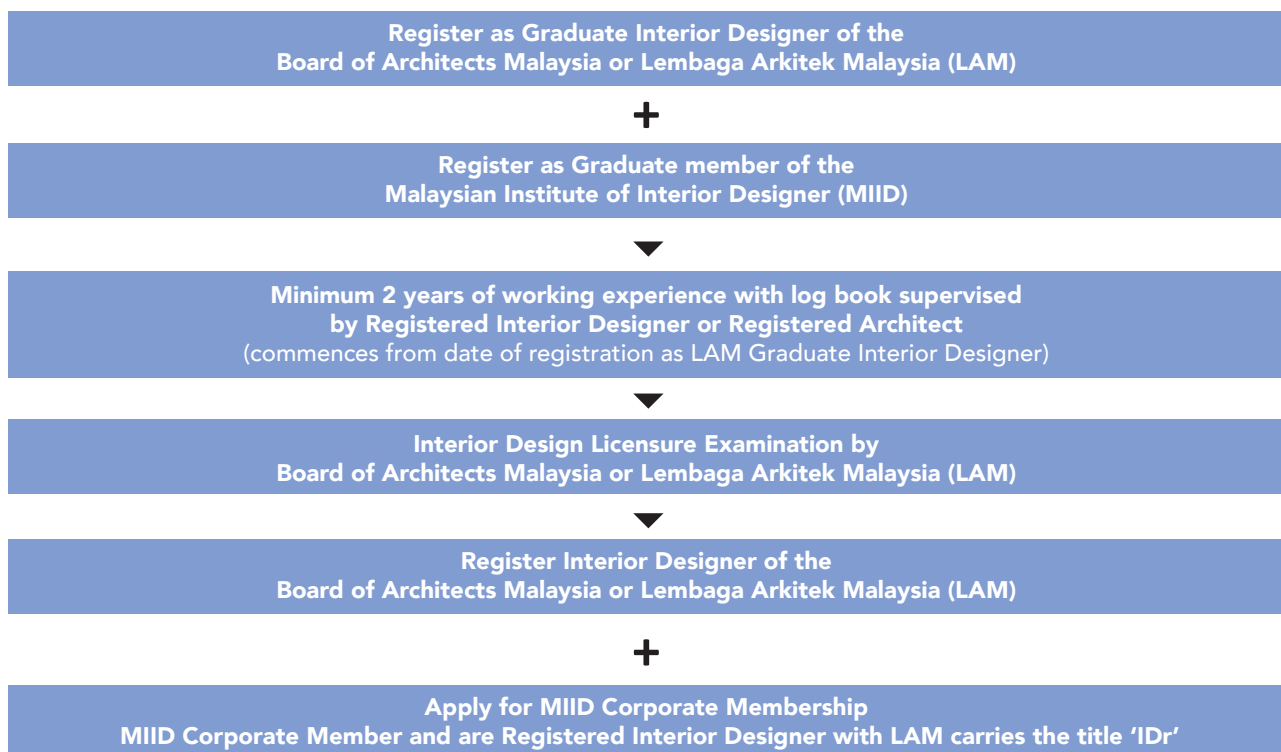 Register as Graduate Interior Designer of the
Board of Architects Malaysia or Lembaga Arkitek Malaysia (LAM)
+
Register as Graduate member of the
Malaysian Institute of Interior Designer (MIID)
Minimum 2 years of working experience with log book supervised
by Registered Interior Designer or Registered Architect
(commences from date of registration as LAM Graduate Interior Designer)
Interior Design Licensure Examination by
Board of Architects Malaysia or Lembaga Arkitek Malaysia (LAM)
Register Interior Designer of the
Board of Architects Malaysia or Lembaga Arkitek Malaysia (LAM)
+
Apply for MIID Corporate Membership
MIID Corporate Member and are Registered Interior Designer with LAM carries the title ‘IDr’